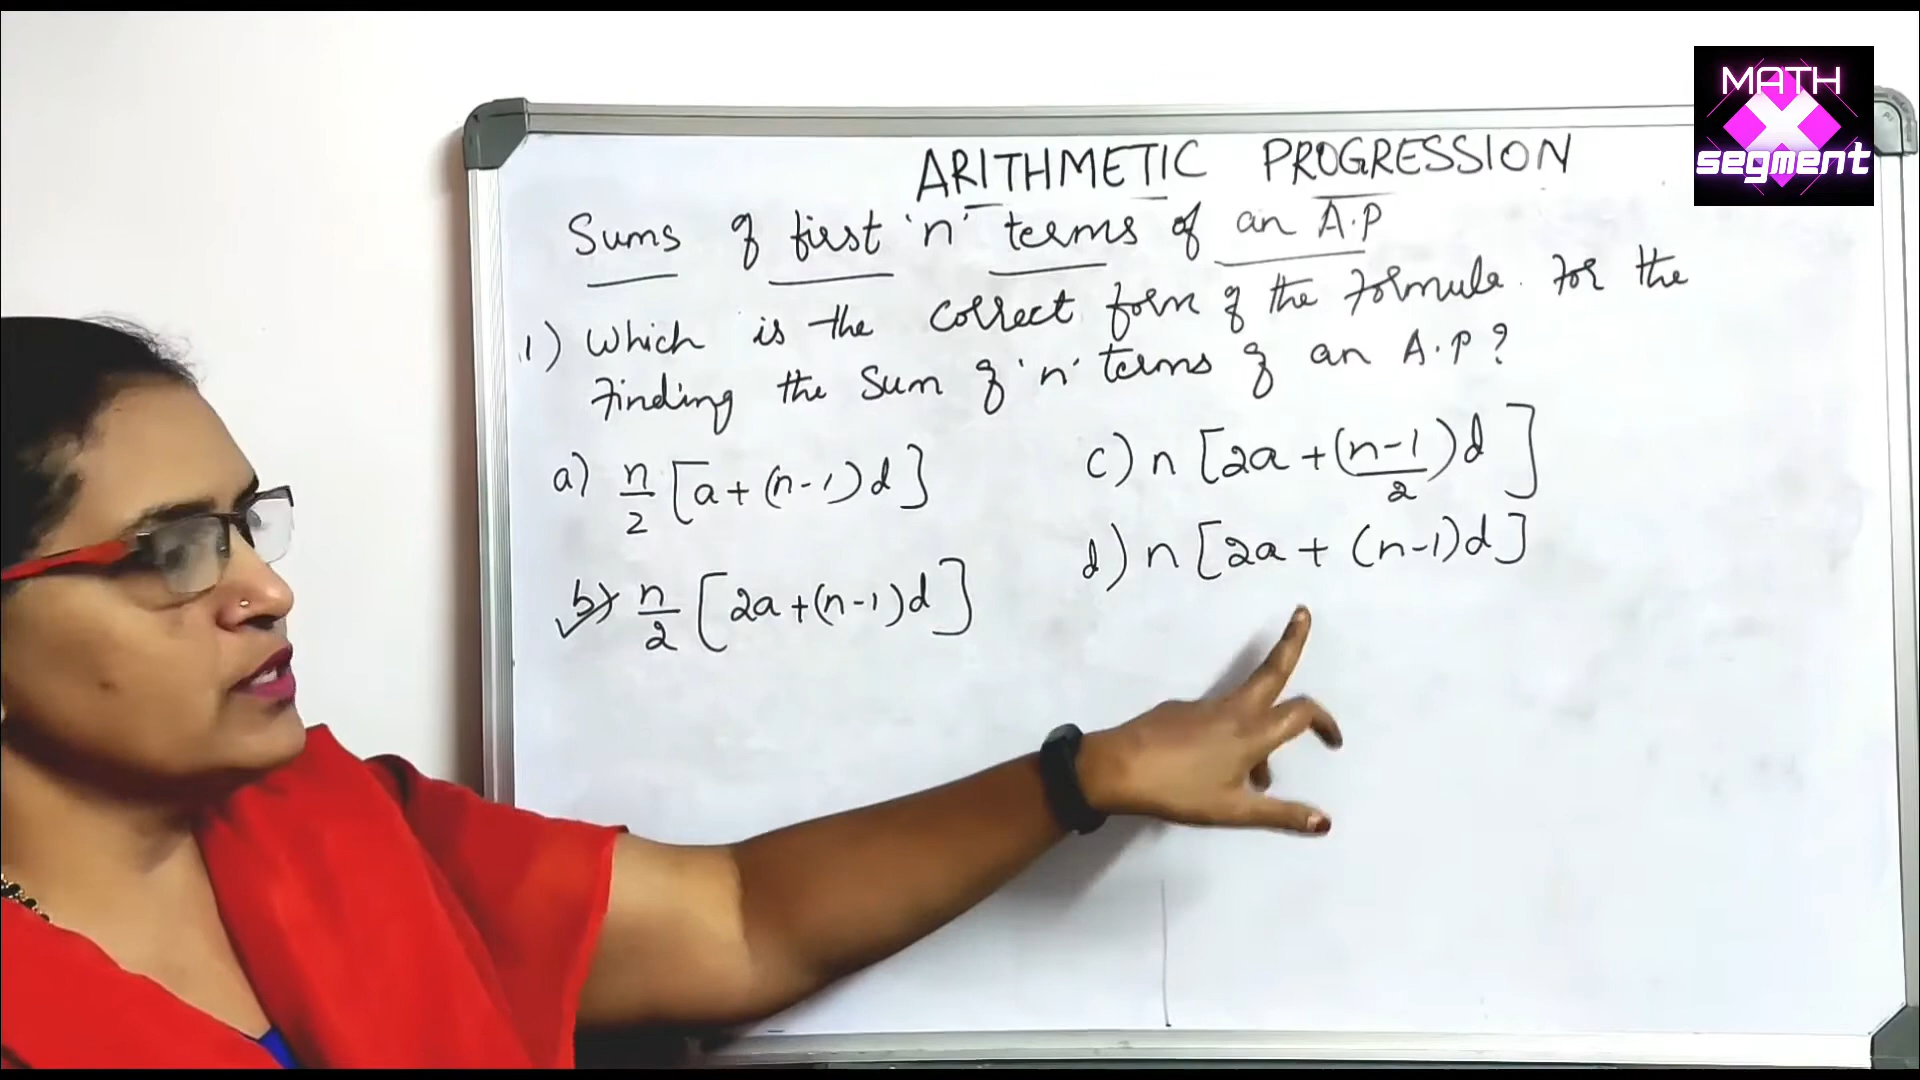 MATH
segment
ARITHMETIC PROGRESSION
Sums of first 'n' terms of an A.P
1) Which is the correct form of the formula for the
finding the Sum of 'n' terms of an A.P?
a) n/2 [a+(n-1)d]
c) n [2a+(n-1)/2 d]
b) n/2 [2a+(n-1)d]
d) n [2a+(n-1)d]